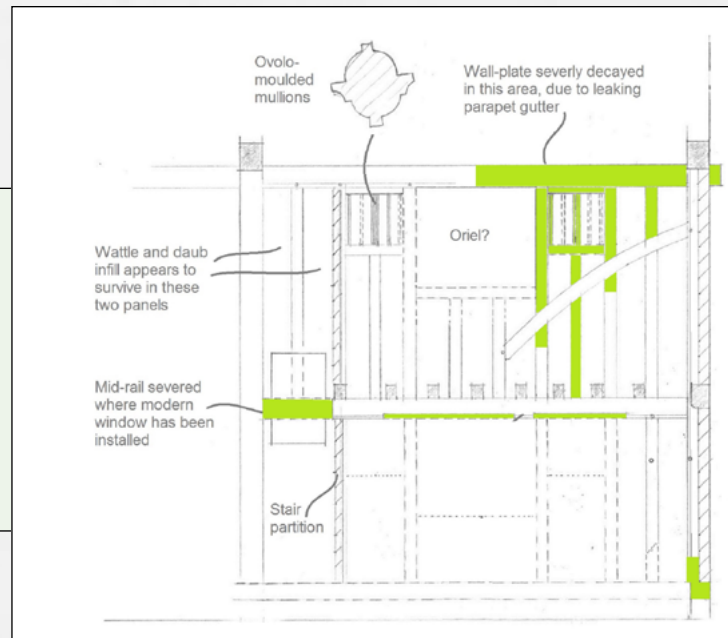 Ovolo-
moulded
mullions
Wall-plate severly decayed
in this area, due to leaking
parapet gutter
Oriel?
Wattle and daub
infill appears to
survive in these
two panels
Mid-rail severed
where modern
window has been
installed
Stair
partition